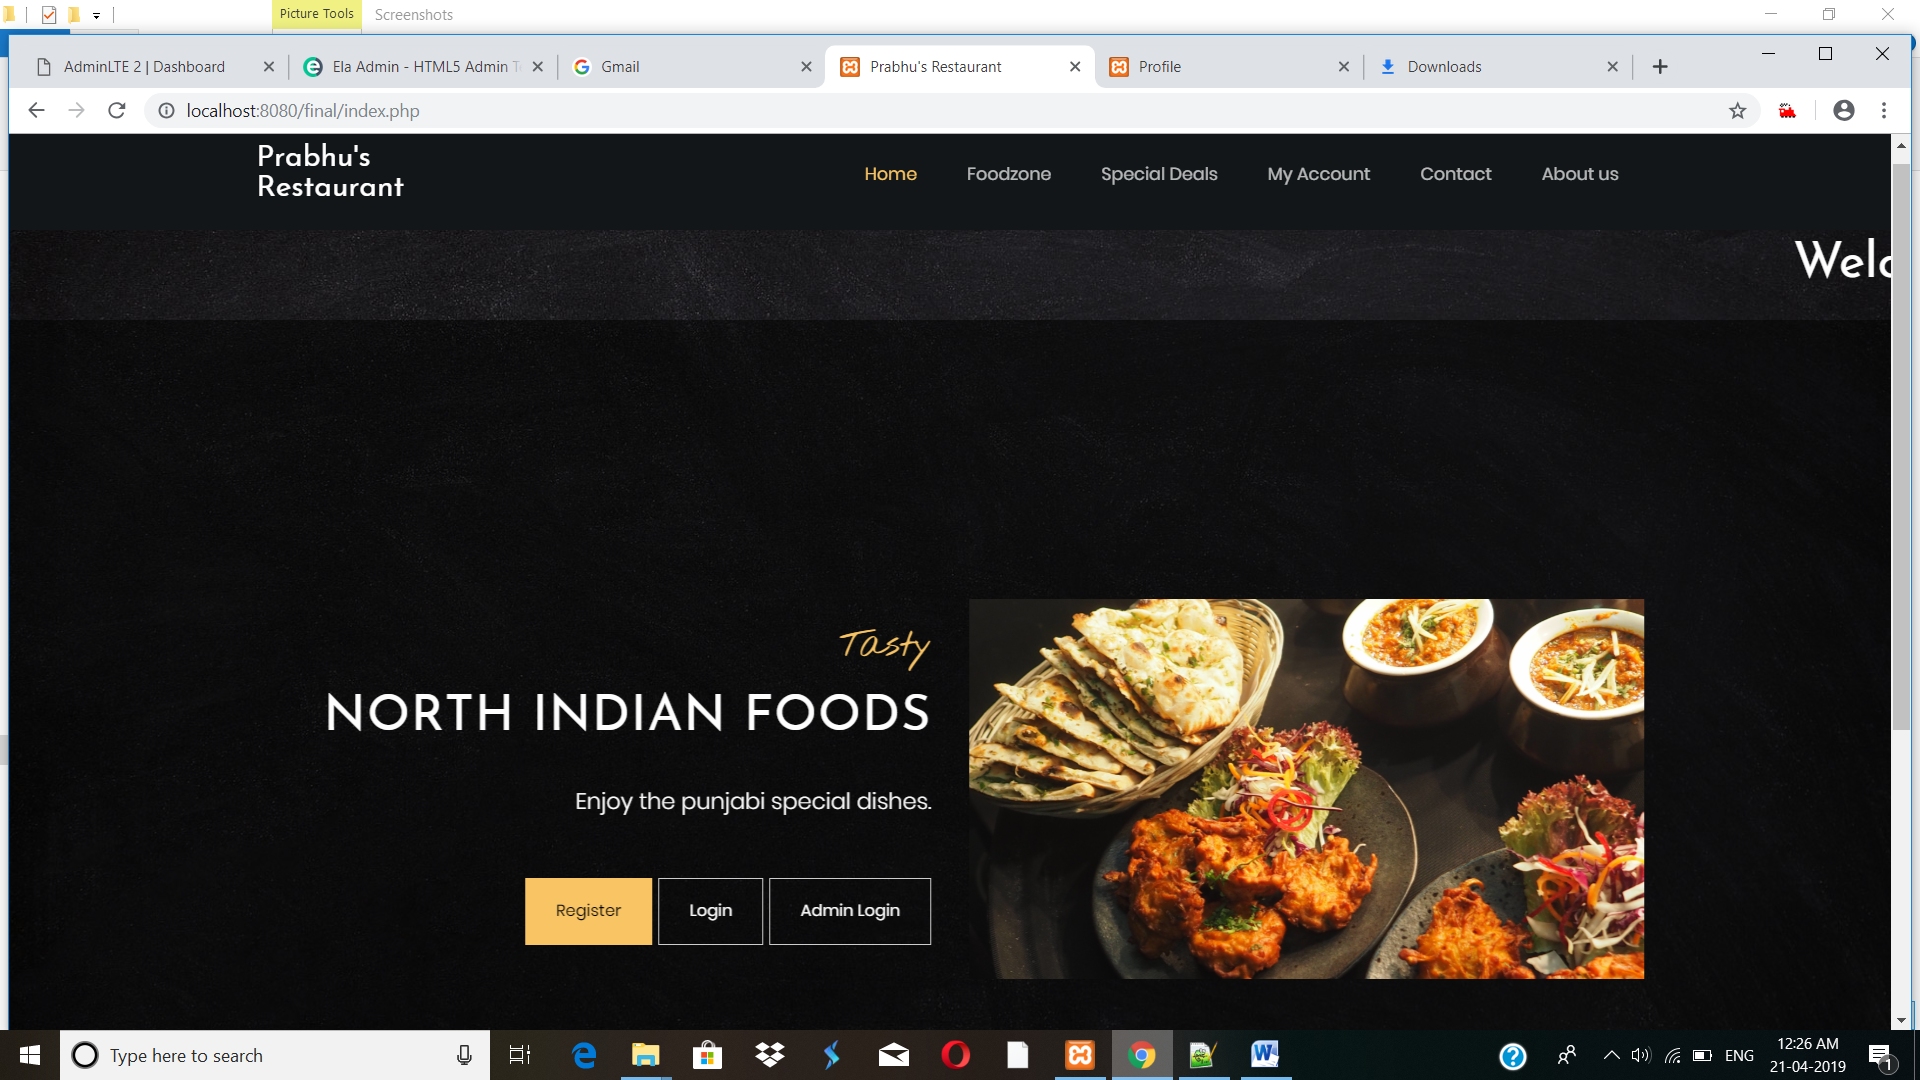 Picture Tools
Screenshots
AdminLTE 2 | Dashboard
Ela Admin - HTML5 Admin T
Gmail
Prabhu's Restaurant
Profile
Downloads
localhost:8080/final/index.php
Prabhu's
Restaurant
Home
Foodzone
Special Deals
My Account
Contact
About us
Welc
Tasty
NORTH INDIAN FOODS
Enjoy the punjabi special dishes.
Register
Login
Admin Login
Type here to search
ENG
12:26 AM
21-04-2019
1